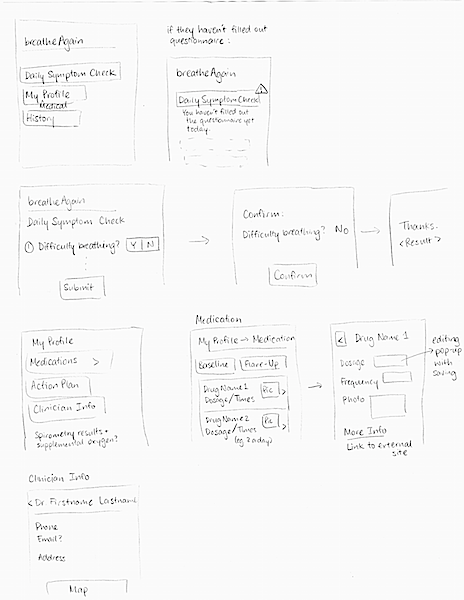 breatheAgain
Daily Symptom Check
My Profile
Medical
History
if they haven't filled out
questionnaire:
breatheAgain
Daily Symptom Check
!
You haven't filled out
the questionnaire yet
today.
breatheAgain
Daily Symptom Check
① Difficulty breathing? Y N
Submit
Confirm:
Difficulty breathing? No
Confirm
Thanks.
<Result>
My Profile
Medications >
Action Plan
Clinician Info
Spirometry results +
supplemental oxygen?
Medication
My Profile → Medication
Baseline Flare-Up
Drug Name 1 Pic >
Dosage/Times
Drug Name 2 Pic >
Dosage/Times
(eg. 2 a day)
< Drug Name 1
Dosage
Frequency
Photo
More Info
Link to external
site
editing
pop-up
with
saving
Clinician Info
< Dr. Firstname Lastname
Phone
Email?
Address
Map